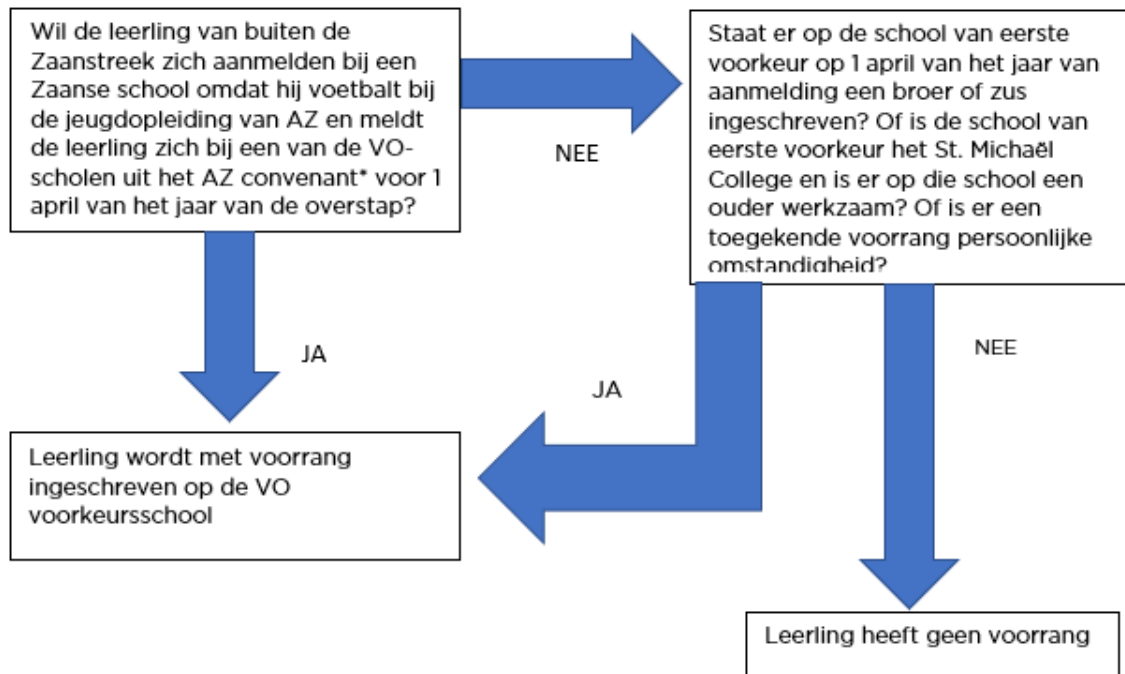 Wil de leerling van buiten de
Zaanstreek zich aanmelden bij een
Zaanse school omdat hij voetbalt bij
de jeugdopleiding van AZ en meldt
de leerling zich bij een van de VO-
scholen uit het AZ convenant* voor 1
april van het jaar van de overstap?
NEE
Staat er op de school van eerste
voorkeur op 1 april van het jaar van
aanmelding een broer of zus
ingeschreven? Of is de school van
eerste voorkeur het St. Michaël
College en is er op die school een
ouder werkzaam? Of is er een
toegekende voorrang persoonlijke
omstandigheid?
JA
JA
NEE
Leerling wordt met voorrang
ingeschreven op de VO
voorkeursschool
Leerling heeft geen voorrang